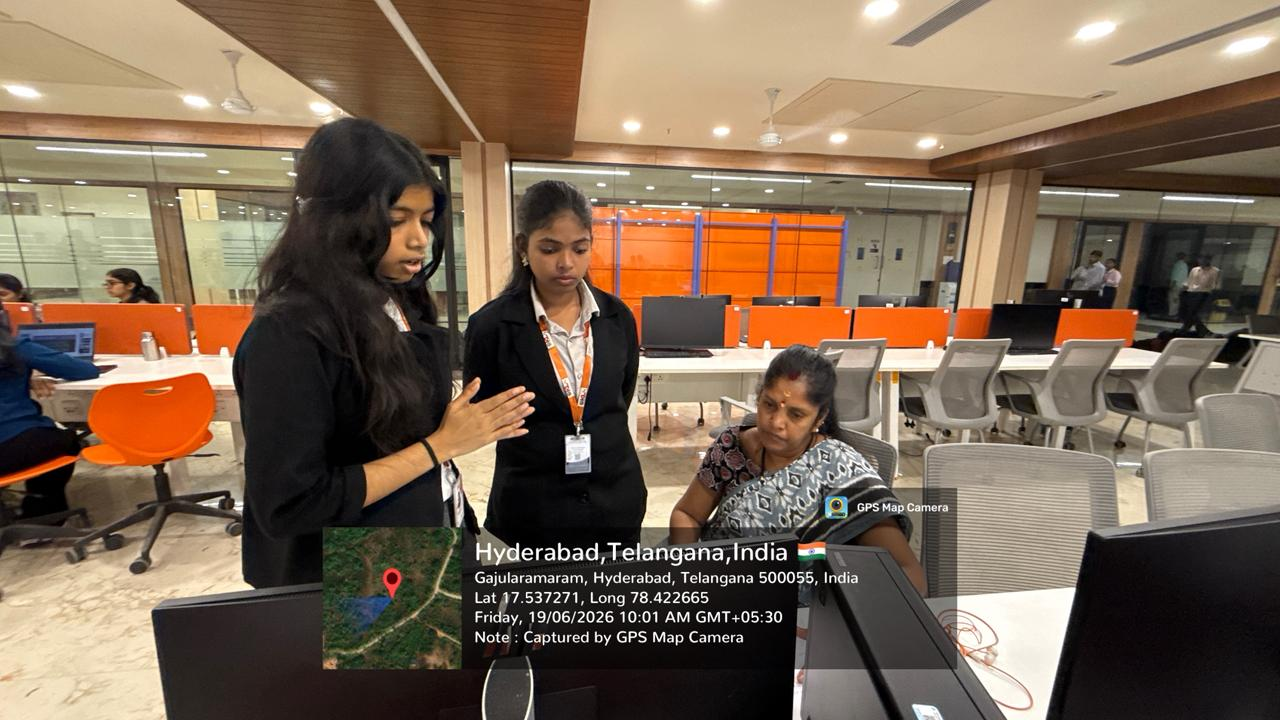 GPS Map Camera
Hyderabad,Telangana,India
Gajularamaram, Hyderabad, Telangana 500055, India
Lat 17.537271, Long 78.422665
Friday, 19/06/2026 10:01 AM GMT+05:30
Note : Captured by GPS Map Camera